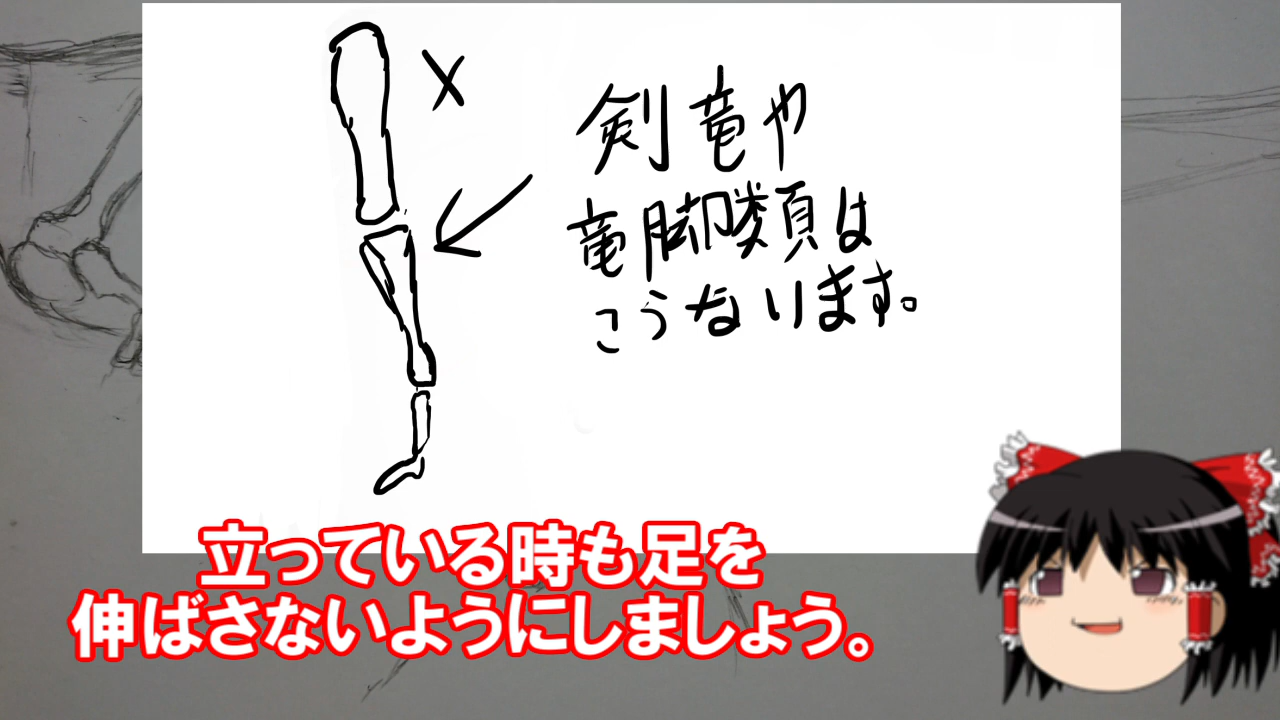 ×
剣竜や
竜脚類は
こうなります。
立っている時も足を
伸ばさないようにしましょう。